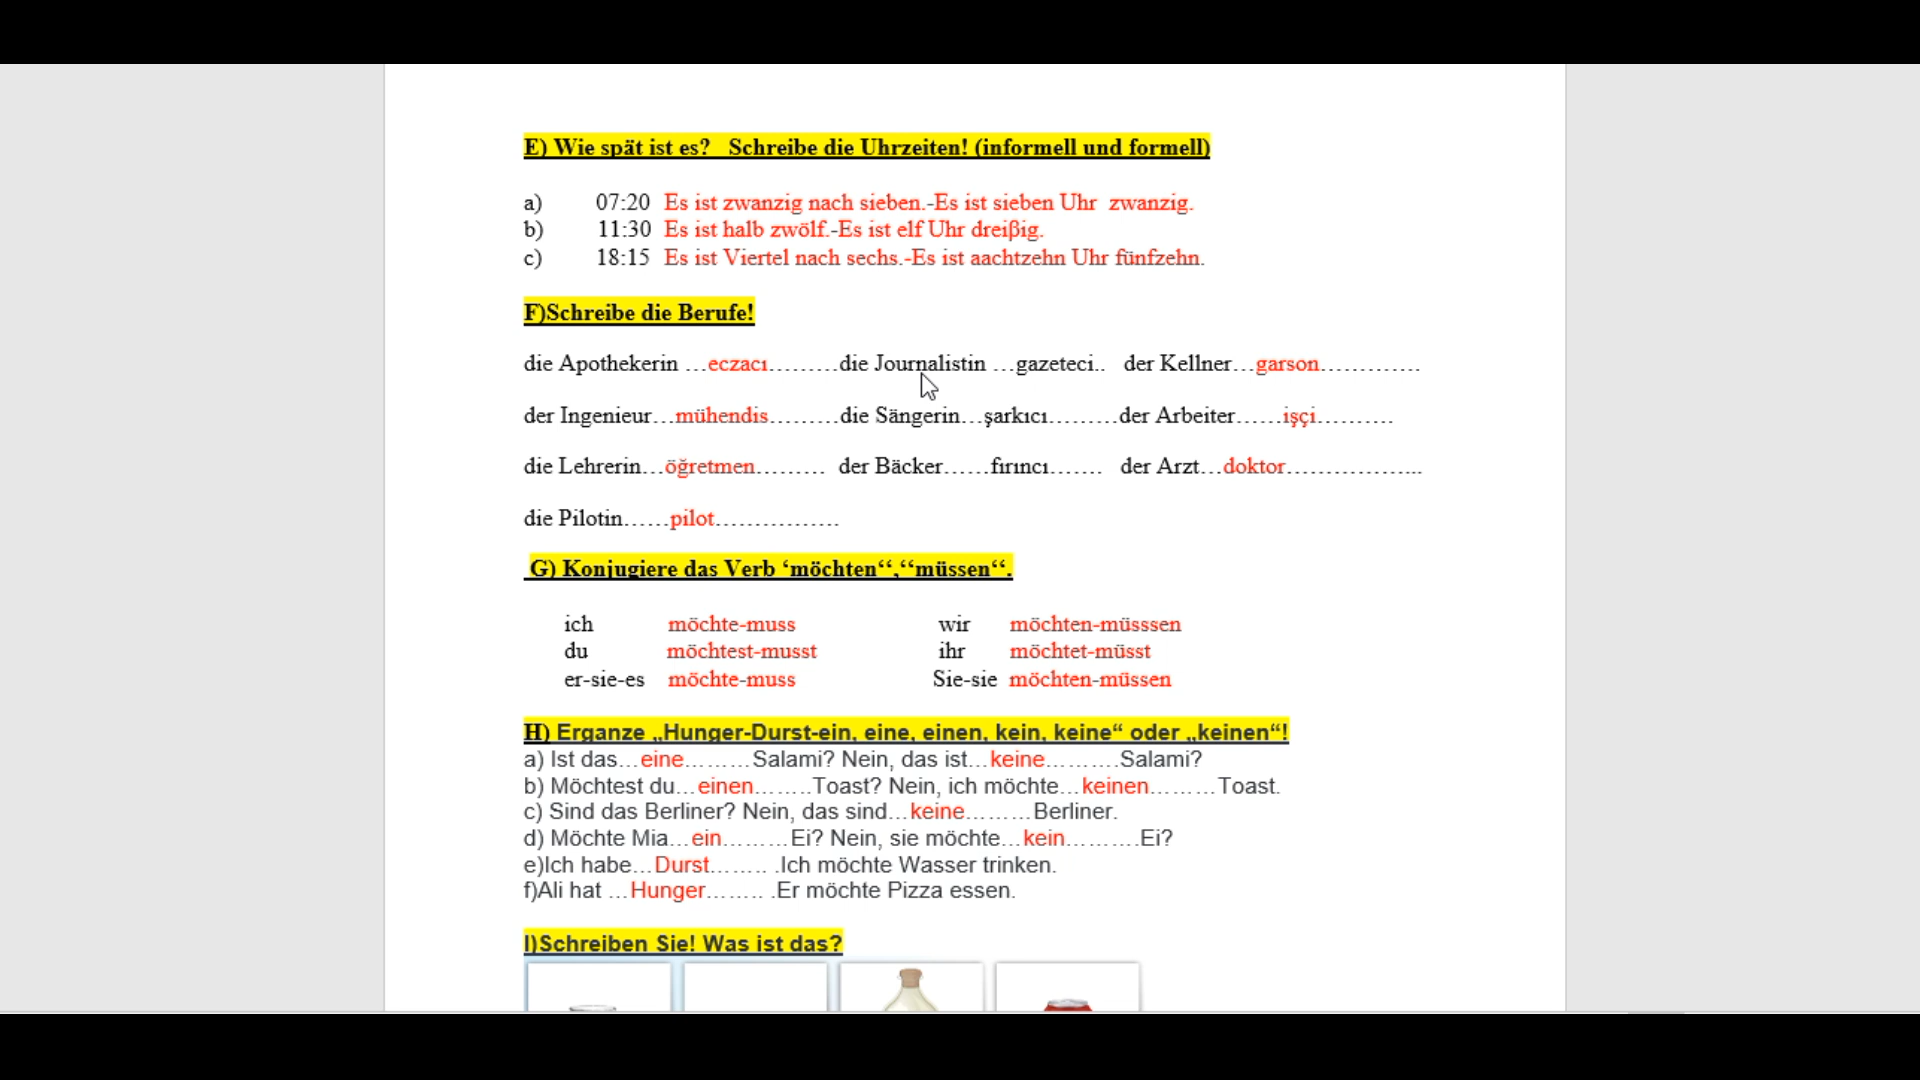 E) Wie spät ist es?   Schreibe die Uhrzeiten! (informell und formell)
a) 07:20 Es ist zwanzig nach sieben.-Es ist sieben Uhr  zwanzig.
b) 11:30 Es ist halb zwölf.-Es ist elf Uhr dreiβig.
c) 18:15 Es ist Viertel nach sechs.-Es ist aachtzehn Uhr fünfzehn.
F)Schreibe die Berufe!
die Apothekerin …eczacı………die Journalistin …gazeteci.. der Kellner…garson………….
der Ingenieur…mühendis………die Sängerin…şarkıcı………der Arbeiter……işçi……….
die Lehrerin…öğretmen……… der Bäcker……fırıncı……. der Arzt…doktor……………...
die Pilotin……pilot…………….
G) Konjugiere das Verb ‘möchten“,“müssen“.
ich möchte-muss wir möchten-müsssen
du möchtest-musst ihr möchtet-müsst
er-sie-es möchte-muss Sie-sie möchten-müssen
H) Erganze „Hunger-Durst-ein, eine, einen, kein, keine“ oder „keinen“!
a) Ist das…eine………Salami? Nein, das ist…keine……….Salami?
b) Möchtest du…einen……..Toast? Nein, ich möchte…keinen………Toast.
c) Sind das Berliner? Nein, das sind…keine………Berliner.
d) Möchte Mia…ein………Ei? Nein, sie möchte…kein……….Ei?
e)Ich habe…Durst…….. .Ich möchte Wasser trinken.
f)Ali hat …Hunger…….. .Er möchte Pizza essen.
I)Schreiben Sie! Was ist das?